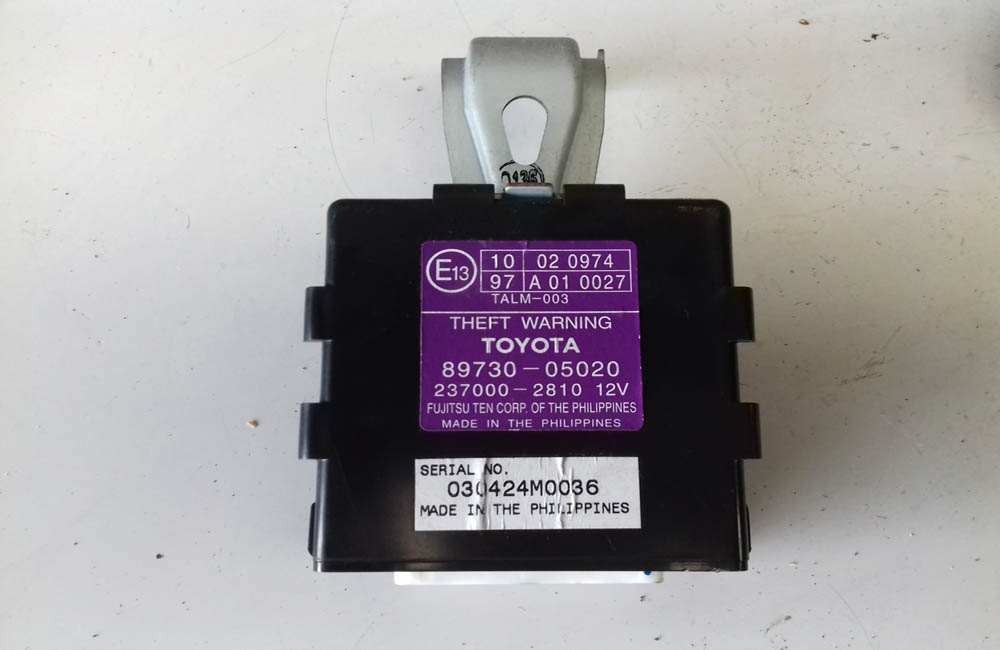 E13
10 02 0974
97 A 01 0027
TALM-003
THEFT WARNING
TOYOTA
89730-05020
237000-2810 12V
FUJITSU TEN CORP. OF THE PHILIPPINES
MADE IN THE PHILIPPINES
SERIAL NO.
030424M0036
MADE IN THE PHILIPPINES